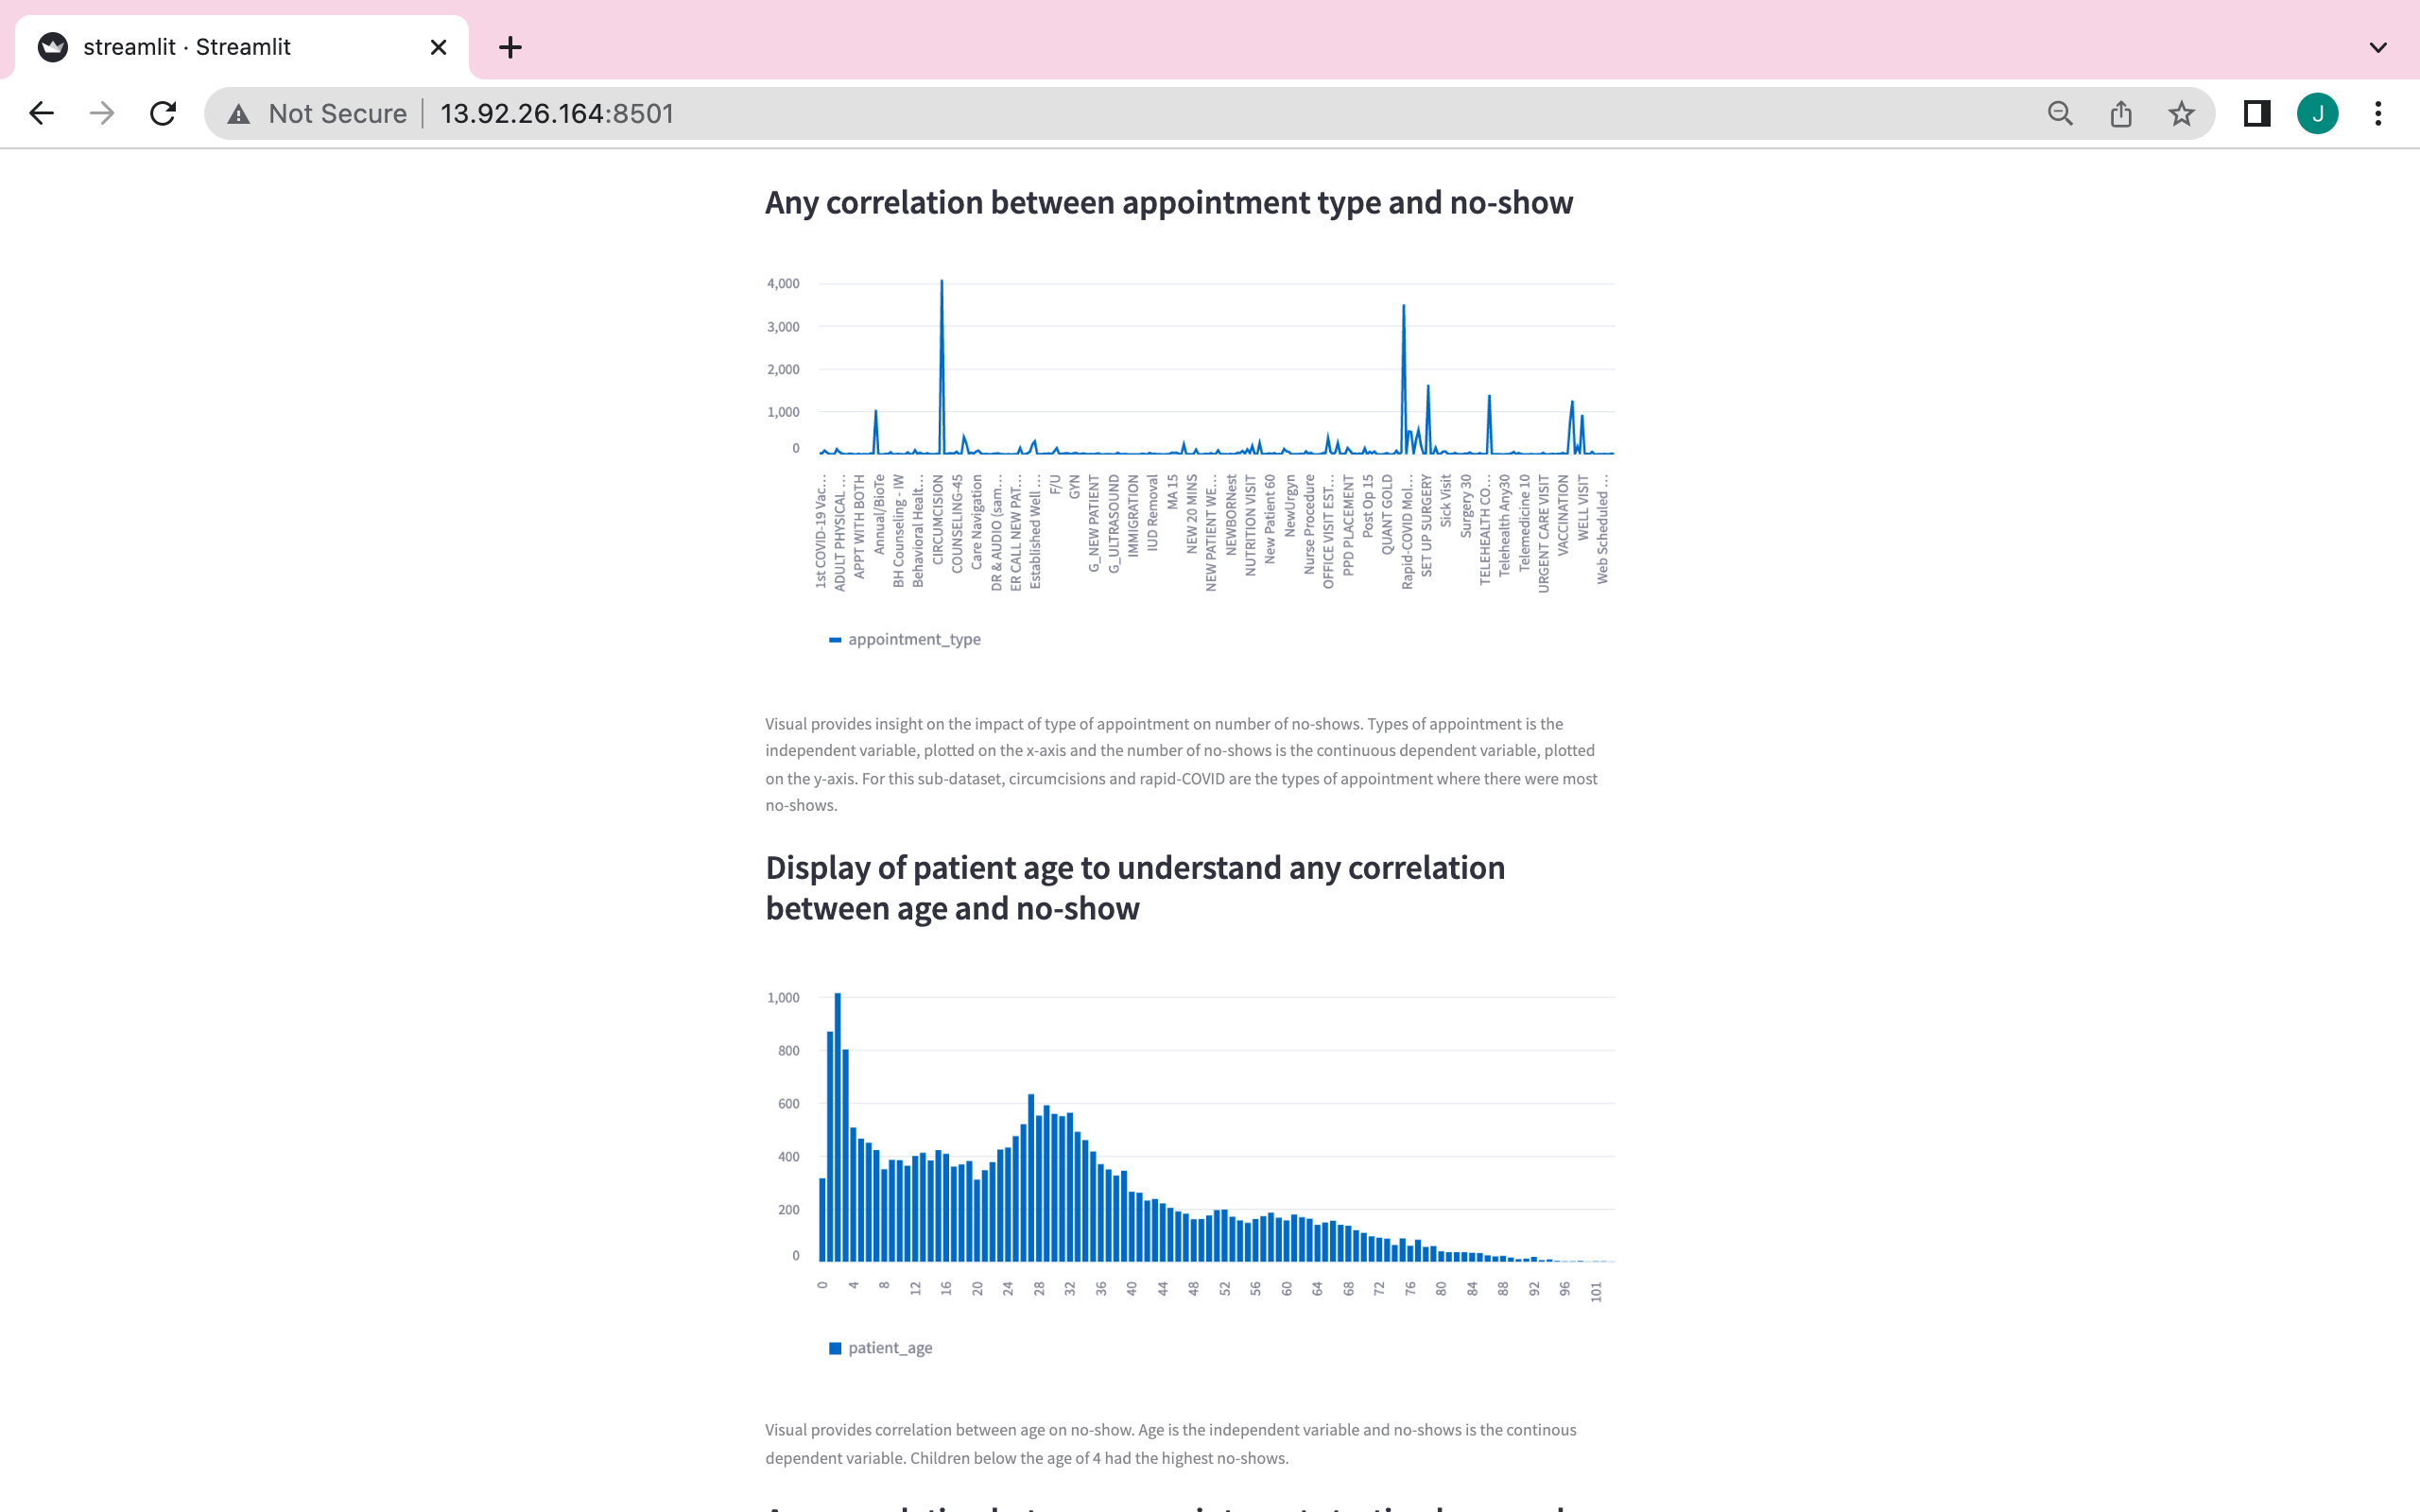 streamlit · Streamlit
Not Secure
13.92.26.164:8501
J
Any correlation between appointment type and no-show
4,000
3,000
2,000
1,000
0
1st COVID-19 Vac...
ADULT PHYSICAL ...
APPT WITH BOTH
Annual/BioTe
BH Counseling - IW
Behavioral Healt...
CIRCUMCISION
COUNSELING-45
Care Navigation
DR & AUDIO (sam...
ER CALL NEW PAT...
Established Well ...
F/U
GYN
G_NEW PATIENT
G_ULTRASOUND
IMMIGRATION
IUD Removal
MA 15
NEW 20 MINS
NEW PATIENT WE...
NEWBORNest
NUTRITION VISIT
New Patient 60
NewUrgyn
Nurse Procedure
OFFICE VISIT EST...
PPD PLACEMENT
Post Op 15
QUANT GOLD
Rapid-COVID Mol...
SET UP SURGERY
Sick Visit
Surgery 30
TELEHEALTH CO...
Telehealth Any30
Telemedicine 10
URGENT CARE VISIT
VACCINATION
WELL VISIT
Web Scheduled ...
appointment_type
Visual provides insight on the impact of type of appointment on number of no-shows. Types of appointment is the
independent variable, plotted on the x-axis and the number of no-shows is the continuous dependent variable, plotted
on the y-axis. For this sub-dataset, circumcisions and rapid-COVID are the types of appointment where there were most
no-shows.
Display of patient age to understand any correlation
between age and no-show
1,000
800
600
400
200
0
0 4 8 12 16 20 24 28 32 36 40 44 48 52 56 60 64 68 72 76 80 84 88 92 96 101
patient_age
Visual provides correlation between age on no-show. Age is the independent variable and no-shows is the continous
dependent variable. Children below the age of 4 had the highest no-shows.